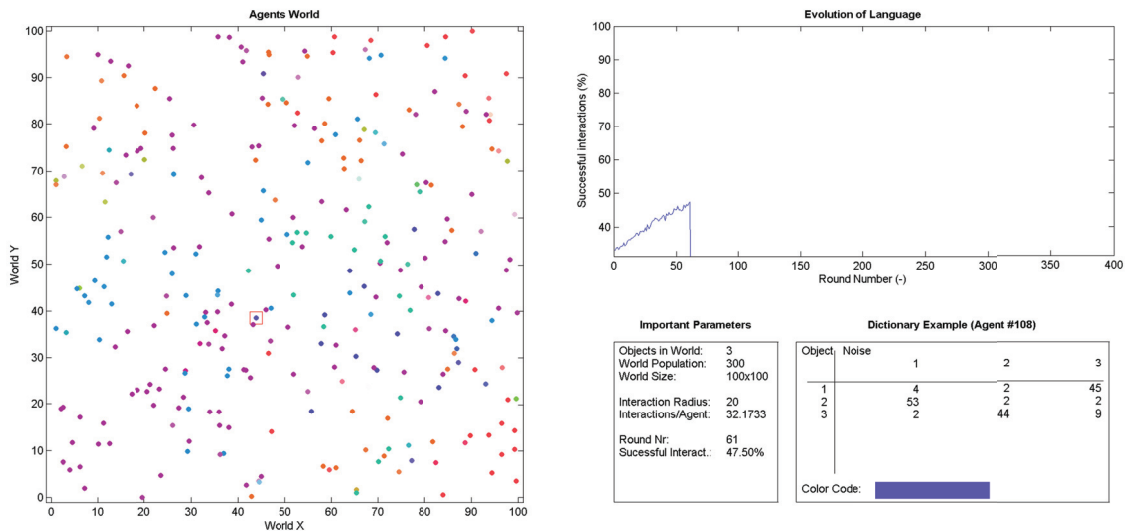 Agents World
100
90
80
70
60
50
40
30
20
10
0
World Y
0 10 20 30 40 50 60 70 80 90 100
World X
Evolution of Language
100
90
80
70
60
50
40
Successful interactions (%)
0 50 100 150 200 250 300 350 400
Round Number (-)
Important Parameters
Objects in World: 3
World Population: 300
World Size: 100x100
Interaction Radius: 20
Interactions/Agent: 32.1733
Round Nr: 61
Sucessful Interact.: 47.50%
Dictionary Example (Agent #108)
Object Noise
1 2 3
1 4 2 45
2 53 2 2
3 2 44 9
Color Code: